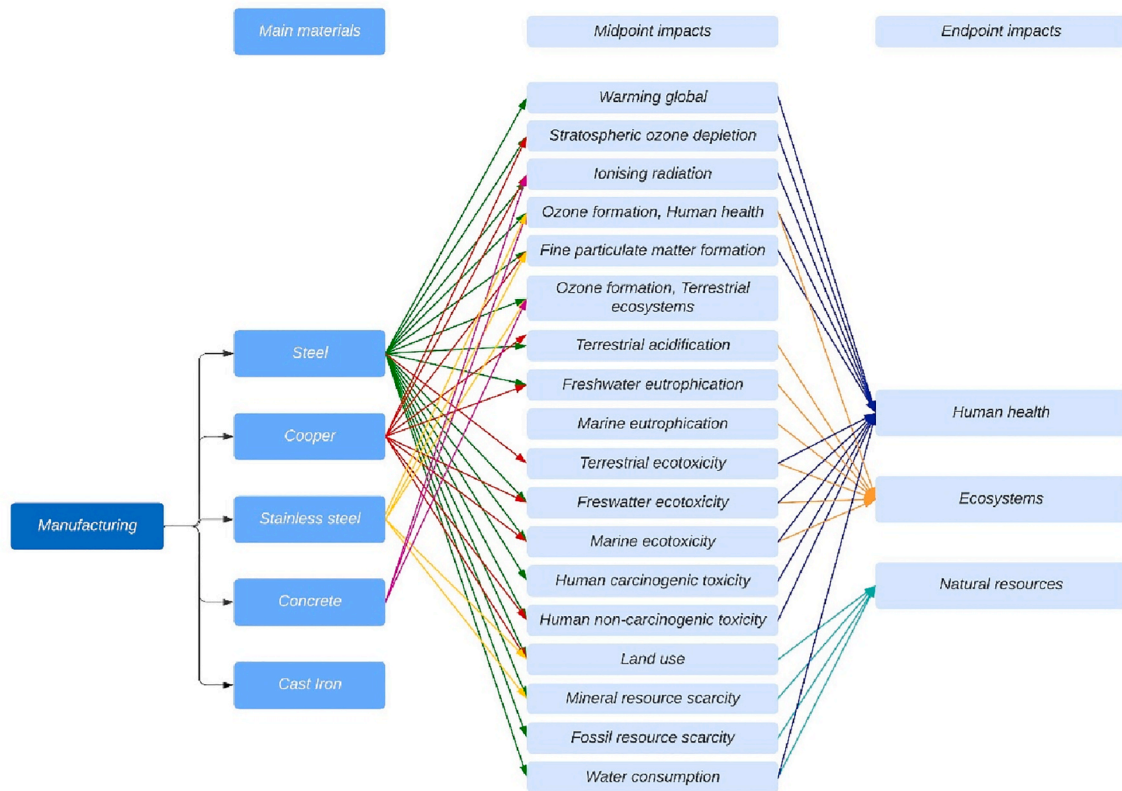 Main materials
Midpoint impacts
Endpoint impacts
Warming global
Stratospheric ozone depletion
Ionising radiation
Ozone formation, Human health
Fine particulate matter formation
Ozone formation, Terrestrial
ecosystems
Steel
Terrestrial acidification
Freshwater eutrophication
Human health
Cooper
Marine eutrophication
Terrestrial ecotoxicity
Freswatter ecotoxicity
Ecosystems
Manufacturing
Stainless steel
Marine ecotoxicity
Human carcinogenic toxicity
Natural resources
Concrete
Human non-carcinogenic toxicity
Land use
Cast Iron
Mineral resource scarcity
Fossil resource scarcity
Water consumption